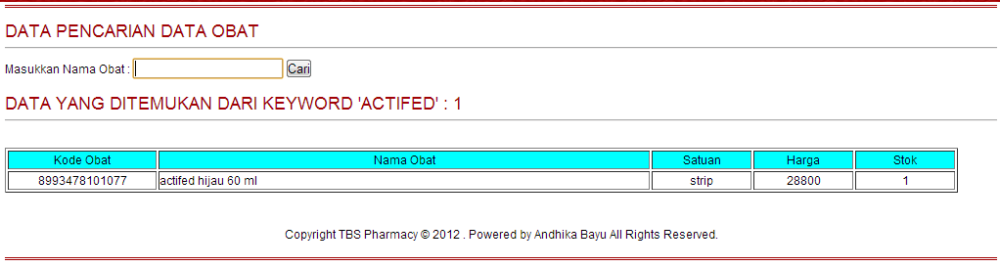 DATA PENCARIAN DATA OBAT
Masukkan Nama Obat : Cari
DATA YANG DITEMUKAN DARI KEYWORD 'ACTIFED' : 1
Kode Obat Nama Obat Satuan Harga Stok
8993478101077 actifed hijau 60 ml strip 28800 1
Copyright TBS Pharmacy © 2012 . Powered by Andhika Bayu All Rights Reserved.